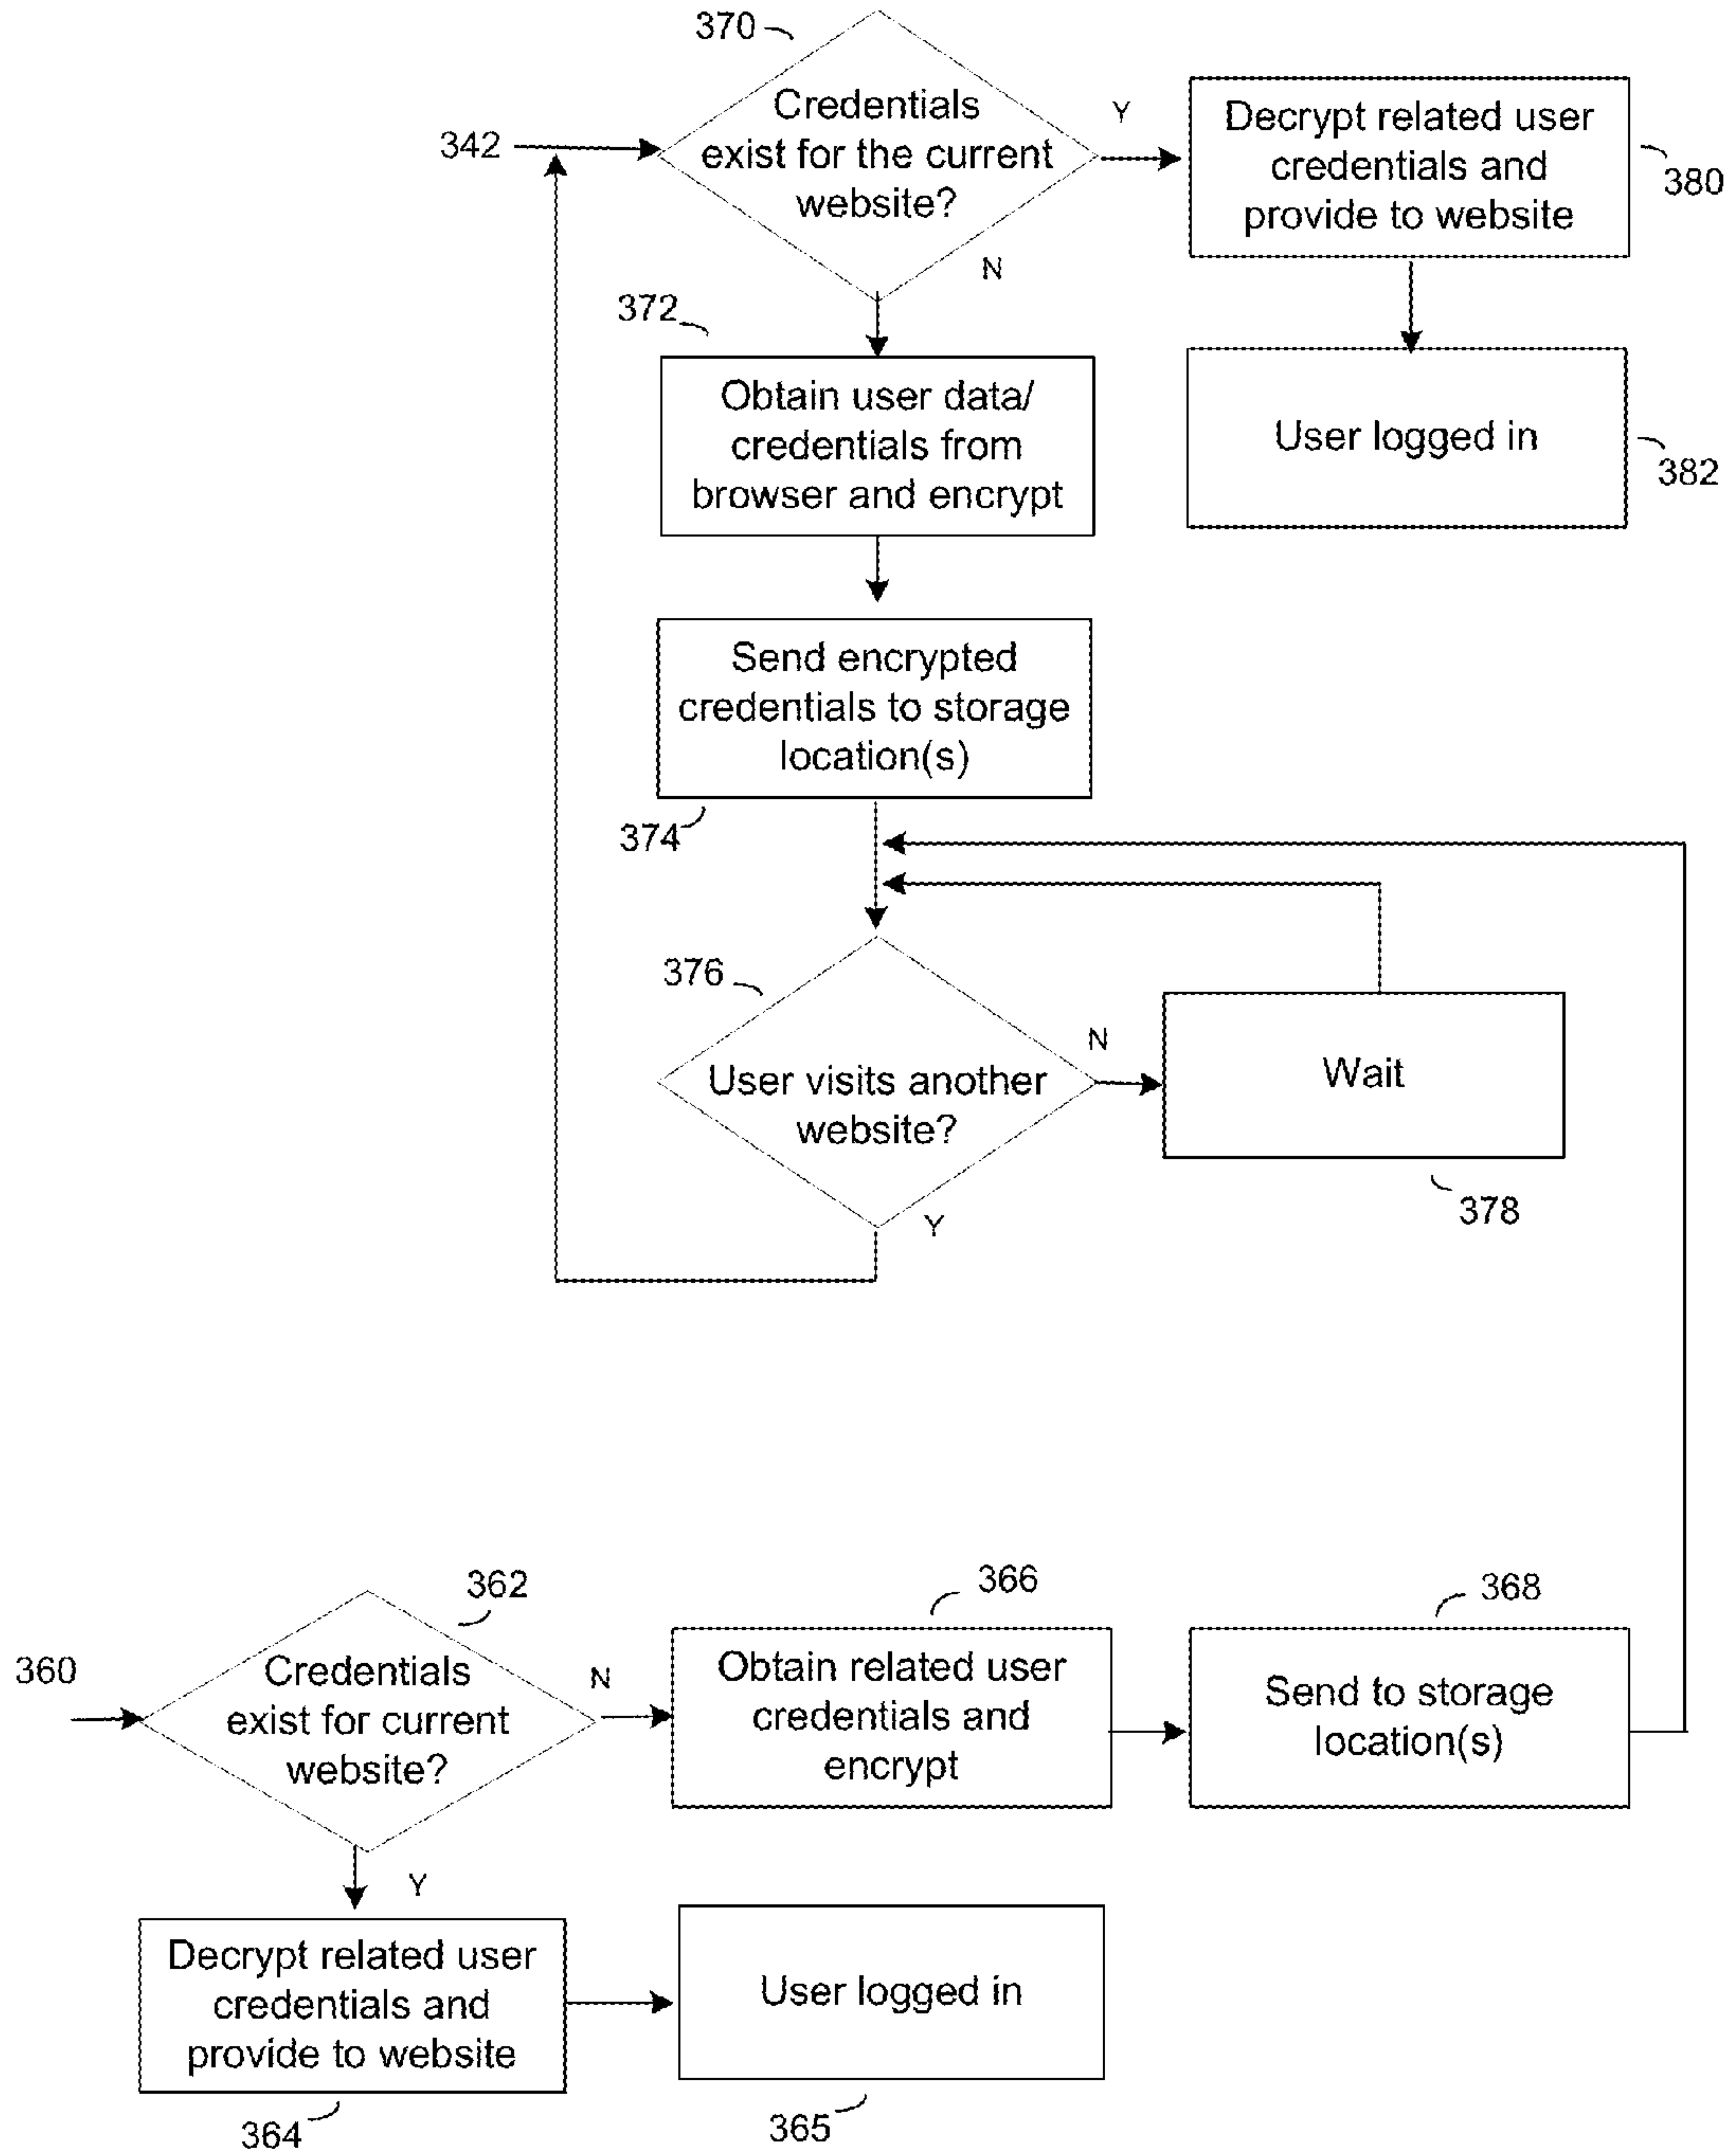 370
Credentials
exist for the current
website?
Y
Decrypt related user
credentials and
provide to website
380
342
N
372
Obtain user data/
credentials from
browser and encrypt
User logged in
382
Send encrypted
credentials to storage
location(s)
374
376
User visits another
website?
N
Wait
378
Y
362
366
368
360
Credentials
exist for current
website?
N
Obtain related user
credentials and
encrypt
Send to storage
location(s)
Y
Decrypt related user
credentials and
provide to website
User logged in
364
365